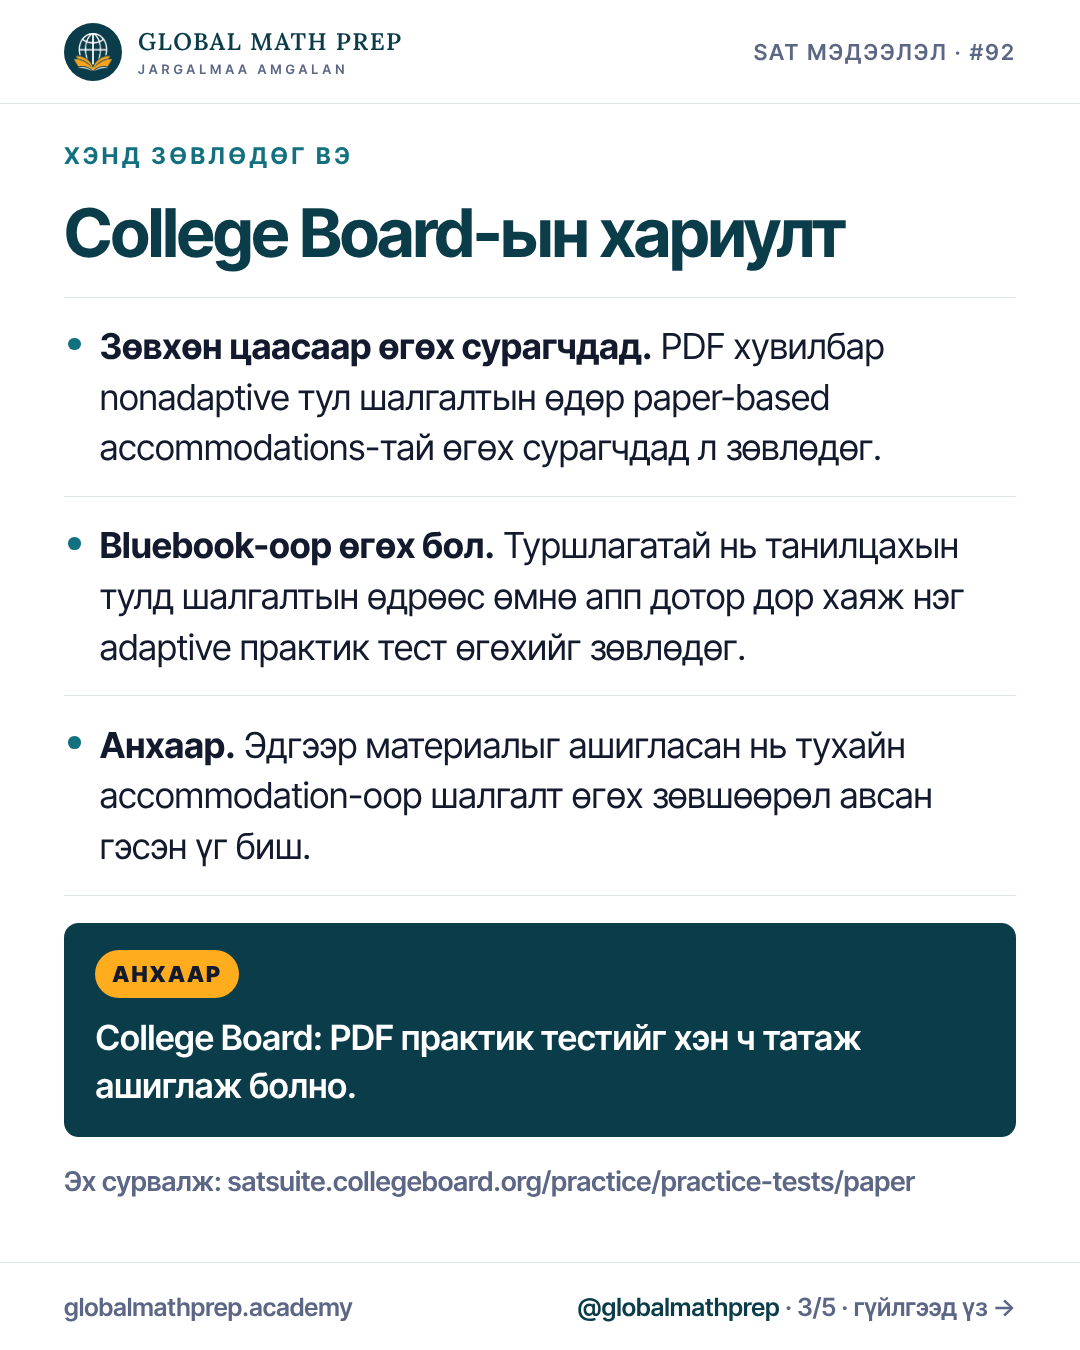 GLOBAL MATH PREP
JARGALMAA AMGALAN
SAT МЭДЭЭЛЭЛ · #92
ХЭНД ЗӨВЛӨДӨГ ВЭ
College Board-ын хариулт
• Зөвхөн цаасаар өгөх сурагчдад. PDF хувилбар
nonadaptive тул шалгалтын өдөр paper-based
accommodations-тай өгөх сурагчдад л зөвлөдөг.
• Bluebook-оор өгөх бол. Туршлагатай нь танилцахын
тулд шалгалтын өдрөөс өмнө апп дотор дор хаяж нэг
adaptive практик тест өгөхийг зөвлөдөг.
• Анхаар. Эдгээр материалыг ашигласан нь тухайн
accommodation-оор шалгалт өгөх зөвшөөрөл авсан
гэсэн үг биш.
АНХААР
College Board: PDF практик тестийг хэн ч татаж
ашиглаж болно.
Эх сурвалж: satsuite.collegeboard.org/practice/practice-tests/paper
globalmathprep.academy
@globalmathprep · 3/5 · гүйлгээд үз →